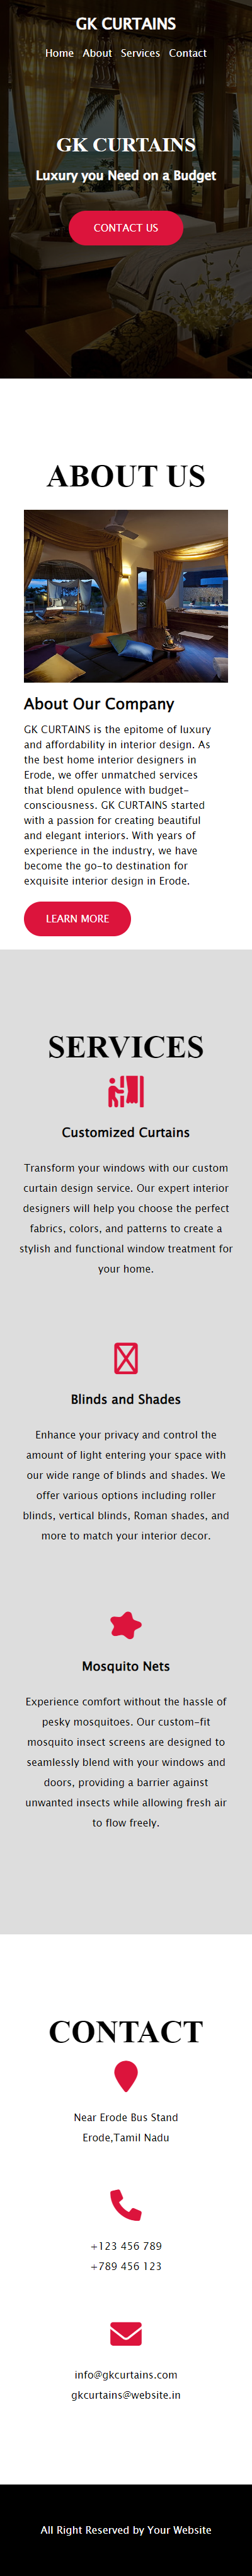 GK CURTAINS
Home About Services Contact
GK CURTAINS
Luxury you Need on a Budget
CONTACT US
ABOUT US
About Our Company
GK CURTAINS is the epitome of luxury
and affordability in interior design. As
the best home interior designers in
Erode, we offer unmatched services
that blend opulence with budget-
consciousness. GK CURTAINS started
with a passion for creating beautiful
and elegant interiors. With years of
experience in the industry, we have
become the go-to destination for
exquisite interior design in Erode.
LEARN MORE
SERVICES
Customized Curtains
Transform your windows with our custom
curtain design service. Our expert interior
designers will help you choose the perfect
fabrics, colors, and patterns to create a
stylish and functional window treatment for
your home.
Blinds and Shades
Enhance your privacy and control the
amount of light entering your space with
our wide range of blinds and shades. We
offer various options including roller
blinds, vertical blinds, Roman shades, and
more to match your interior decor.
Mosquito Nets
Experience comfort without the hassle of
pesky mosquitoes. Our custom-fit
mosquito insect screens are designed to
seamlessly blend with your windows and
doors, providing a barrier against
unwanted insects while allowing fresh air
to flow freely.
CONTACT
Near Erode Bus Stand
Erode,Tamil Nadu
+123 456 789
+789 456 123
info@gkcurtains.com
gkcurtains@website.in
All Right Reserved by Your Website